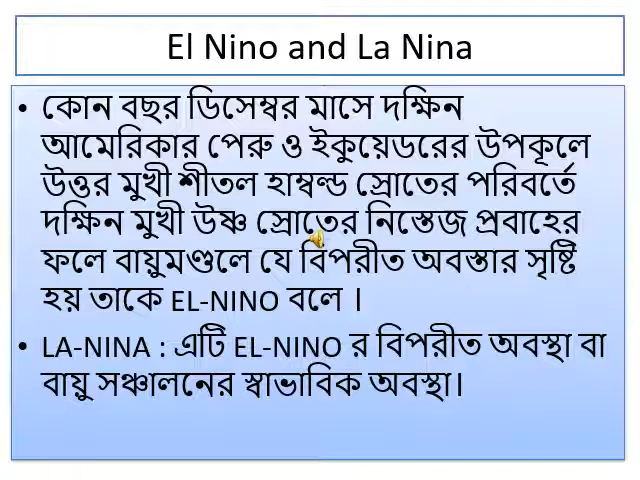 El Nino and La Nina
• কোন বছর ডিসেম্বর মাসে দক্ষিন
আমেরিকার পেরু ও ইকুয়েডরের উপকূলে
উত্তর মুখী শীতল হাম্বল্ড স্রোতের পরিবর্তে
দক্ষিন মুখী উষ্ণ স্রোতের নিস্তেজ প্রবাহের
ফলে বায়ুমণ্ডলে যে বিপরীত অবস্তার সৃষ্টি
হয় তাকে EL-NINO বলে ।
• LA-NINA : এটি EL-NINO র বিপরীত অবস্থা বা
বায়ু সঞ্চালনের স্বাভাবিক অবস্থা।